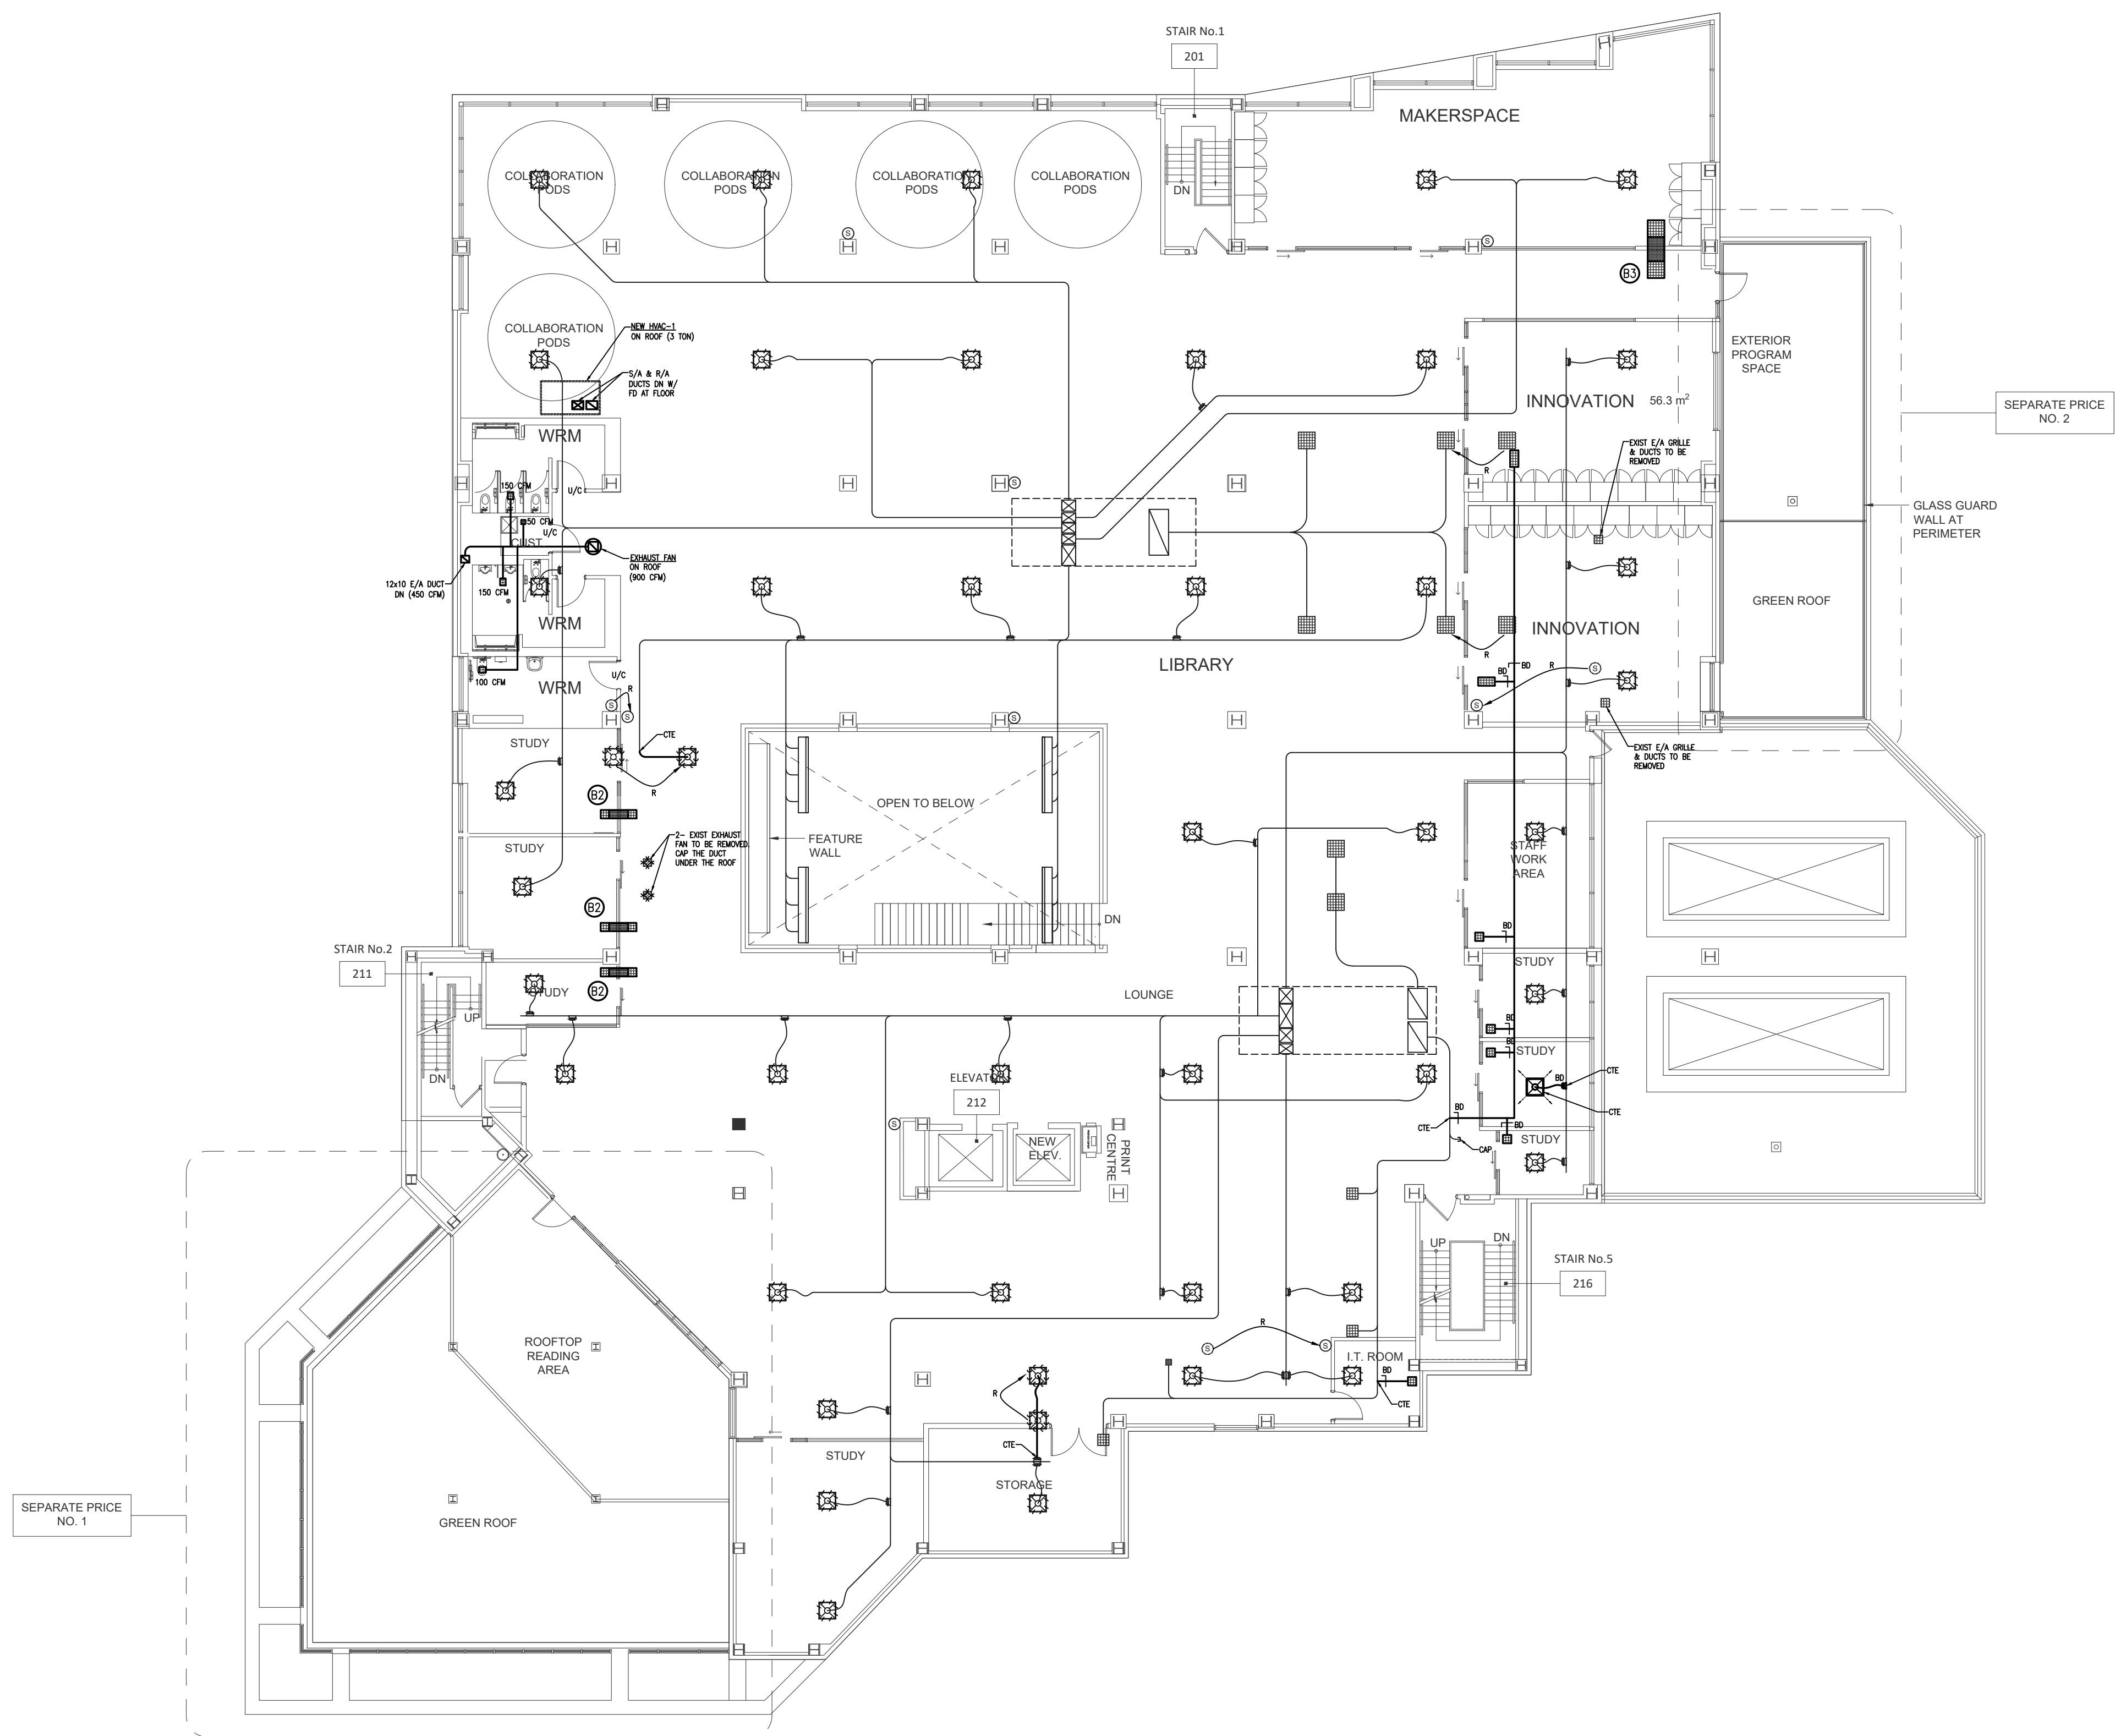 STAIR No.1
201
MAKERSPACE
COLLABORATION
PODS
COLLABORATION
PODS
COLLABORATION
PODS
COLLABORATION
PODS
DN
S
S
B3
COLLABORATION
PODS
NEW HVAC-1
ON ROOF (3 TON)
S/A & R/A
DUCTS DN W/
FD AT FLOOR
EXTERIOR
PROGRAM
SPACE
INNOVATION 56.3 m²
SEPARATE PRICE
NO. 2
WRM
EXIST E/A GRILLE
& DUCTS TO BE
REMOVED
R
150 CFM
U/C
S
GLASS GUARD
WALL AT
PERIMETER
50 CFM
U/C
CUST
EXHAUST FAN
ON ROOF
(900 CFM)
12x10 E/A DUCT
DN (450 CFM)
150 CFM
GREEN ROOF
WRM
INNOVATION
R
LIBRARY
BD
BD
R
S
U/C
100 CFM
WRM
R
S
S
S
S
STUDY
CTE
EXIST E/A GRILLE
& DUCTS TO BE
REMOVED
R
B2
OPEN TO BELOW
FEATURE
WALL
2- EXIST EXHAUST
FAN TO BE REMOVED.
CAP THE DUCT
UNDER THE ROOF
STUDY
STAFF
WORK
AREA
B2
DN
BD
STAIR No.2
211
STUDY
B2
STUDY
LOUNGE
UP
BD
BD
STUDY
DN
ELEVATOR
212
BD
CTE
CTE
BD
BD
CTE
S
NEW
ELEV.
PRINT
CENTRE
STUDY
CAP
UP
DN
STAIR No.5
216
ROOFTOP
READING
AREA
R
S
S
I.T. ROOM
BD
R
CTE
CTE
STUDY
STORAGE
SEPARATE PRICE
NO. 1
GREEN ROOF